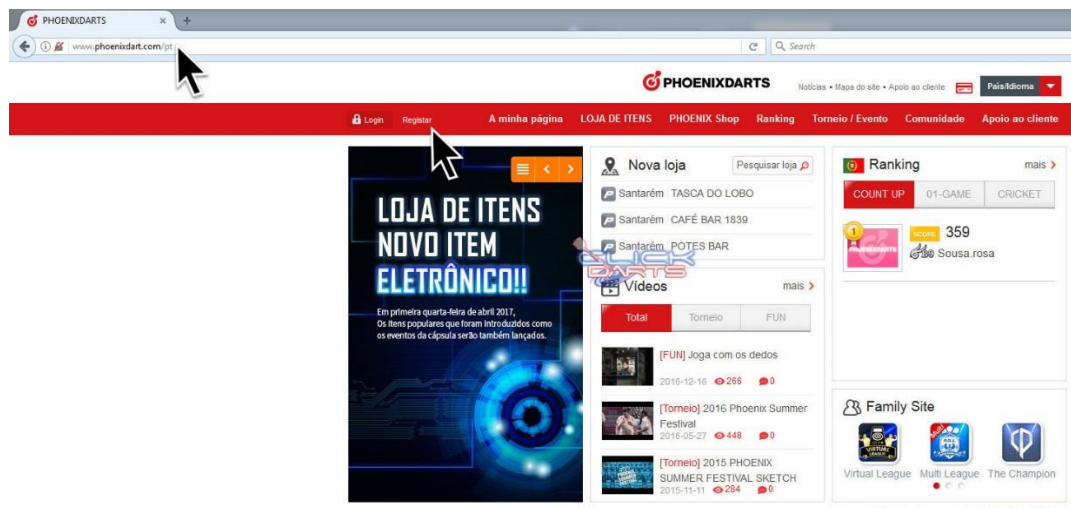 PHOENIXDARTS
www.phoenixdart.com/pt
Search
PHOENIXDARTS
Notícias • Mapa do site • Apoio ao cliente
País/Idioma
Login
Registar
A minha página
LOJA DE ITENS
PHOENIX Shop
Ranking
Torneio / Evento
Comunidade
Apoio ao cliente
LOJA DE ITENS
NOVO ITEM
ELETRÔNICO!!
Em primeira quarta-feira de abril 2017,
Os itens populares que foram introduzidos como
os eventos da cápsula serão também lançados.
Nova loja
Pesquisar loja
Santarém TASCA DO LOBO
Santarém CAFÉ BAR 1839
Santarém POTES BAR
CLICK
DARTS
Vídeos
mais >
Total
Torneio
FUN
[FUN] Joga com os dedos
2016-12-16 266 0
[Torneio] 2016 Phoenix Summer
Festival
2016-05-27 448 0
[Torneio] 2015 PHOENIX
SUMMER FESTIVAL SKETCH
2015-11-11 284 0
Ranking
mais >
COUNT UP
01-GAME
CRICKET
1
PHOENIXDARTS
SCORE 359
Sousa.rosa
Family Site
Virtual League
Multi League
The Champion